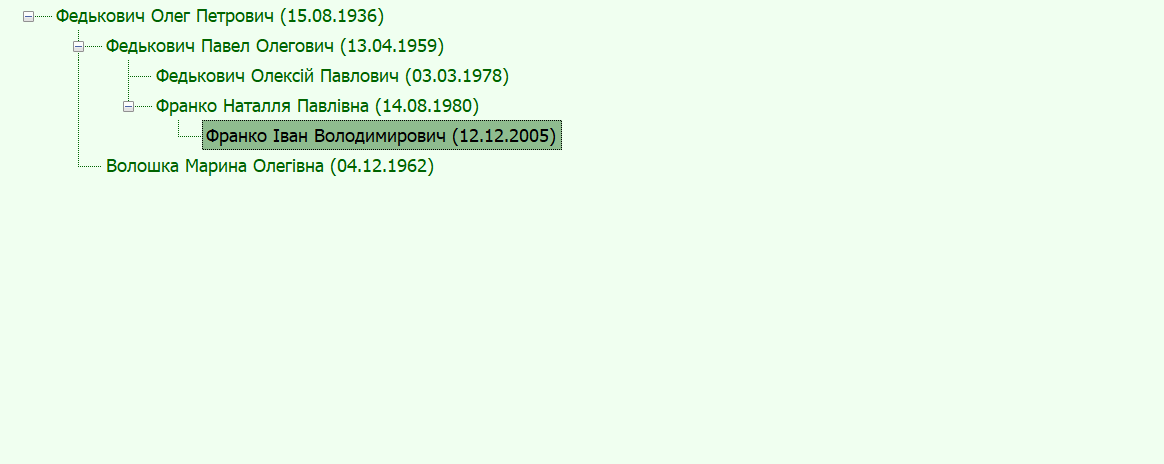 Федькович Олег Петрович (15.08.1936)
Федькович Павел Олегович (13.04.1959)
Федькович Олексій Павлович (03.03.1978)
Франко Наталля Павлівна (14.08.1980)
Франко Іван Володимирович (12.12.2005)
Волошка Марина Олегівна (04.12.1962)